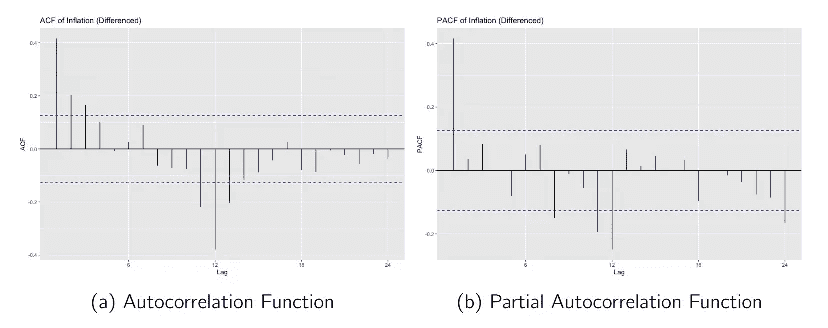 ACF of Inflation (Differenced)
0.4
0.2
0.0
-0.2
-0.4
ACF
6
12
18
24
Lag
(a) Autocorrelation Function
PACF of Inflation (Differenced)
0.4
0.2
0.0
-0.2
PACF
6
12
18
24
Lag
(b) Partial Autocorrelation Function